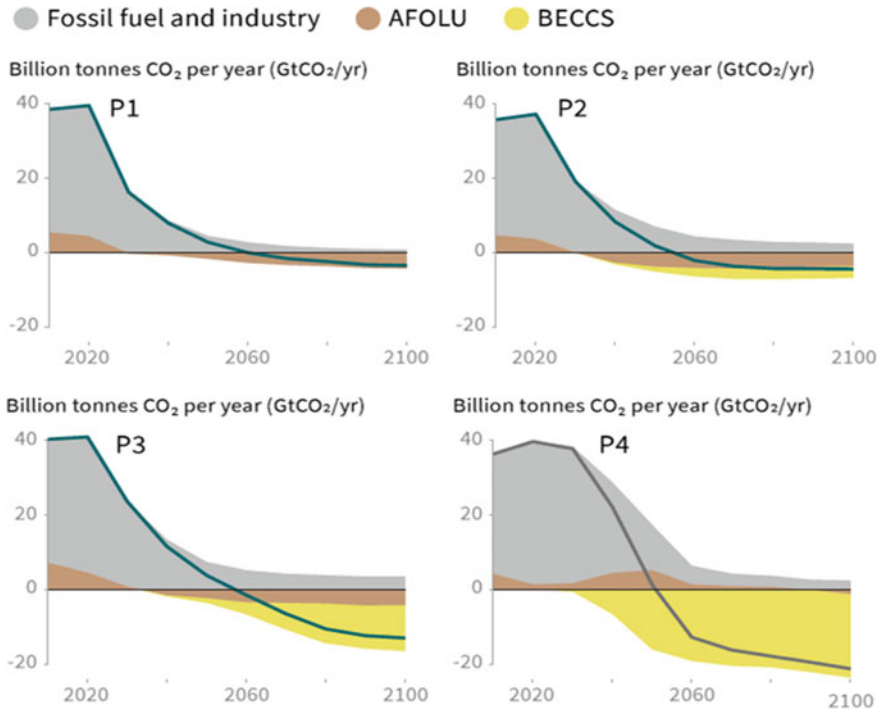 Fossil fuel and industry AFOLU BECCS
Billion tonnes CO₂ per year (GtCO₂/yr) Billion tonnes CO₂ per year (GtCO₂/yr)
40 P1 40 P2
20 20
0 0
-20 -20
2020 2060 2100 2020 2060 2100
Billion tonnes CO₂ per year (GtCO₂/yr) Billion tonnes CO₂ per year (GtCO₂/yr)
40 P3 40 P4
20 20
0 0
-20 -20
2020 2060 2100 2020 2060 2100